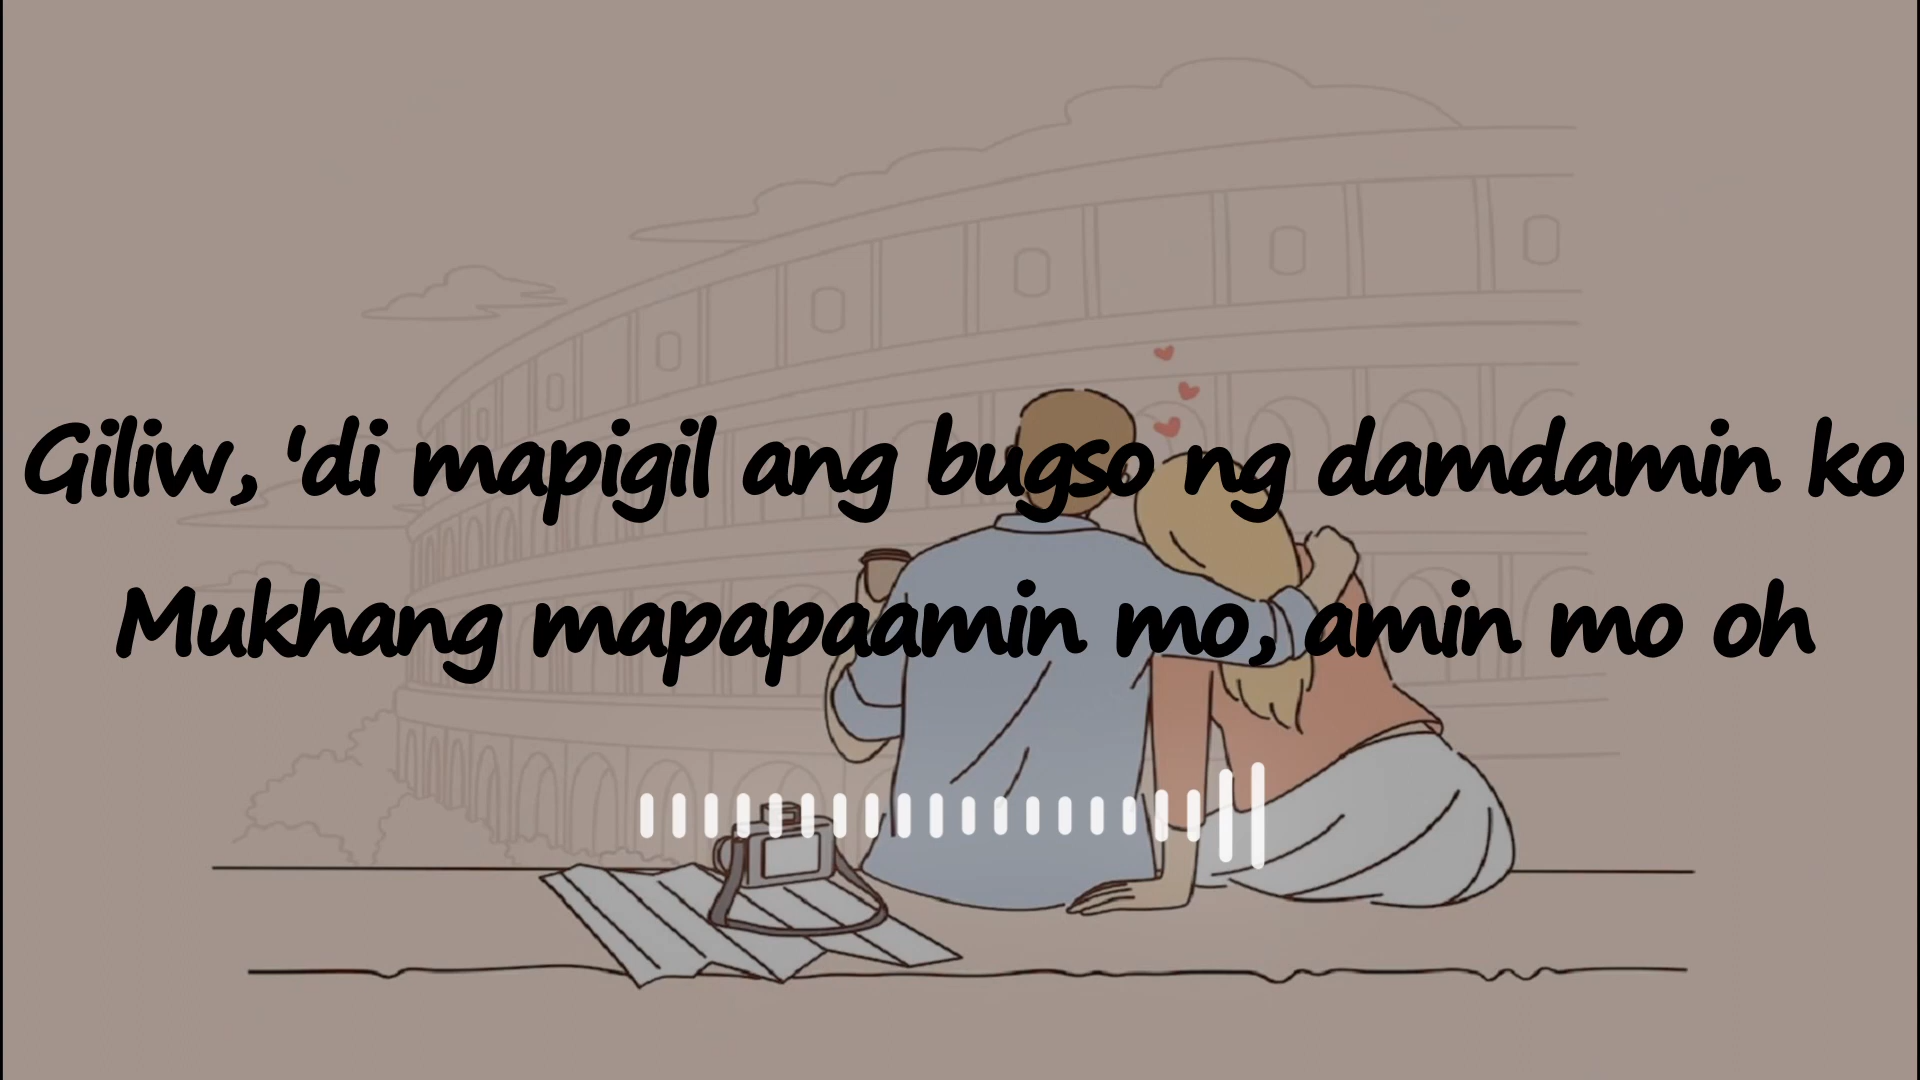 Giliw, 'di mapigil ang bugso ng damdamin ko
Mukhang mapapaamin mo, amin mo oh